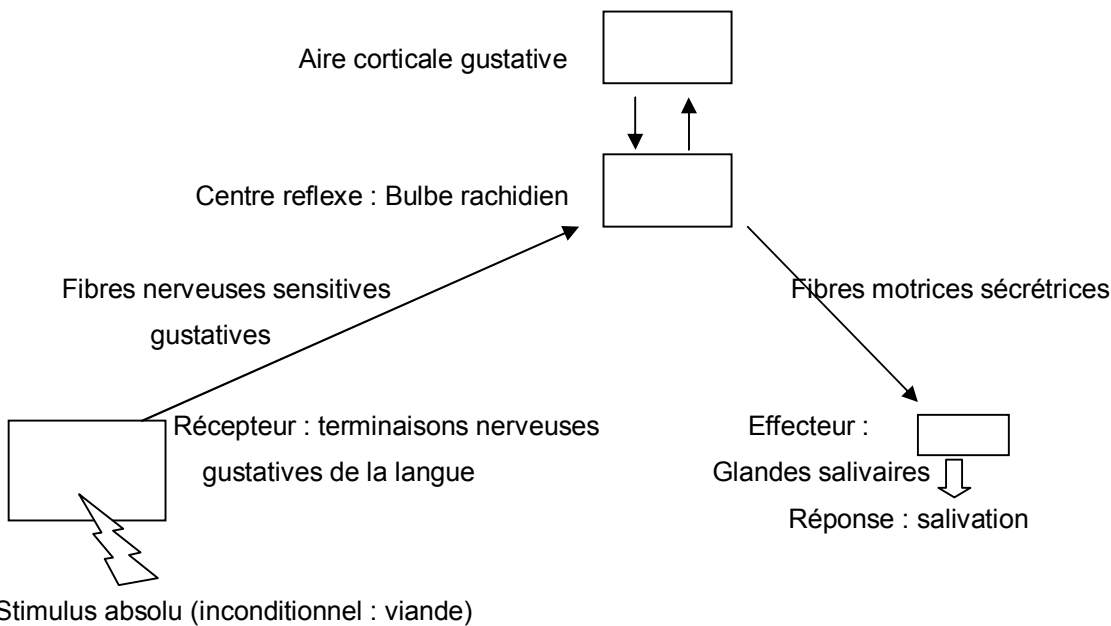 Aire corticale gustative
Centre reflexe : Bulbe rachidien
Fibres nerveuses sensitives
gustatives
Fibres motrices sécrétrices
Récepteur : terminaisons nerveuses
gustatives de la langue
Effecteur :
Glandes salivaires
Réponse : salivation
Stimulus absolu (inconditionnel : viande)